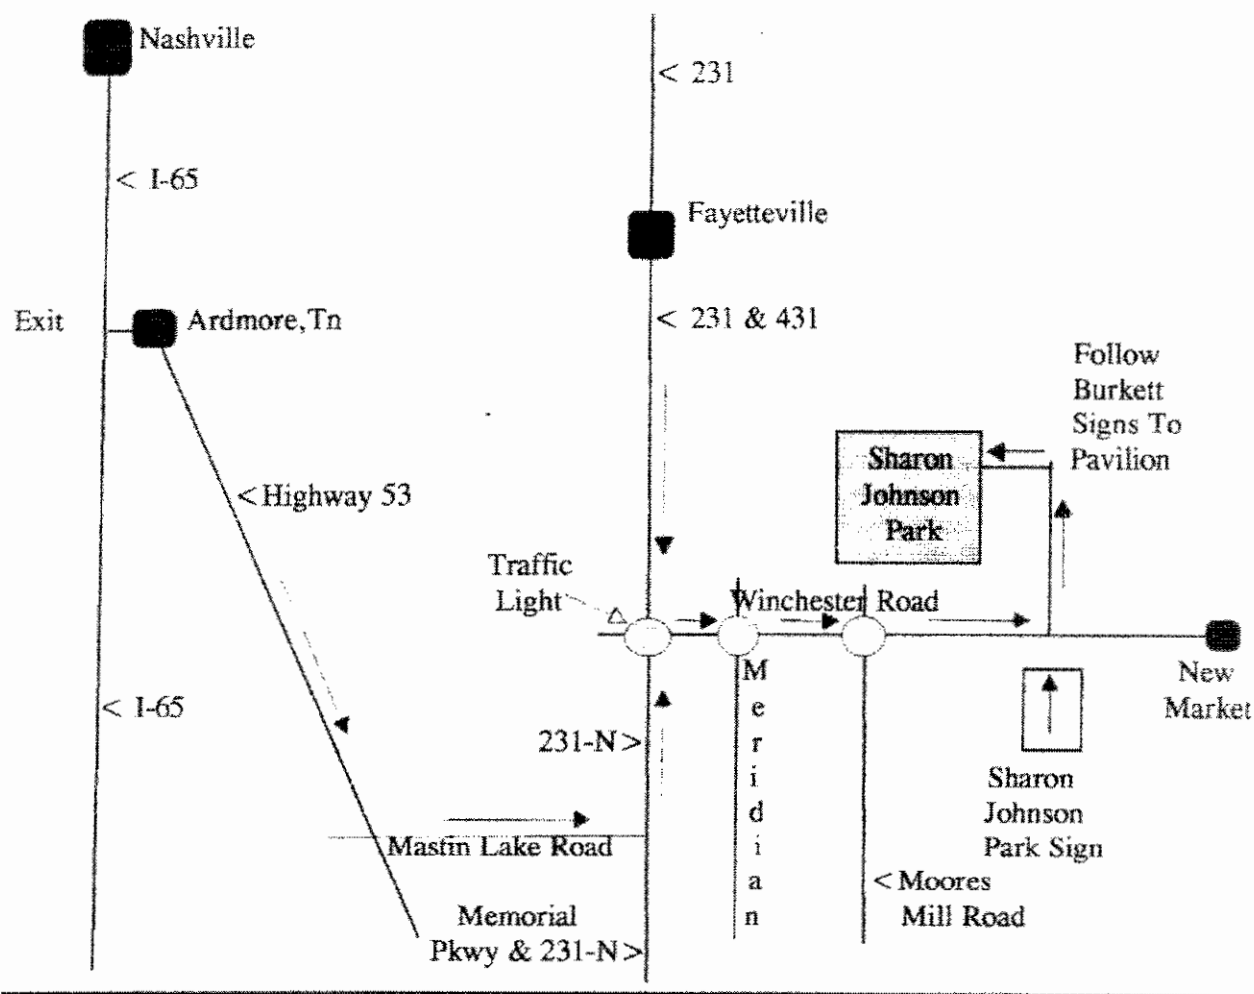 Nashville
< 231
< I-65
Fayetteville
Exit
Ardmore,Tn
< 231 & 431
Follow
Burkett
Signs To
Pavilion
Sharon
Johnson
Park
<Highway 53
Traffic
Light
Winchester Road
New
Market
Meridian
< I-65
231-N>
Sharon
Johnson
Park Sign
Mastin Lake Road
<Moores
Mill Road
Memorial
Pkwy & 231-N>